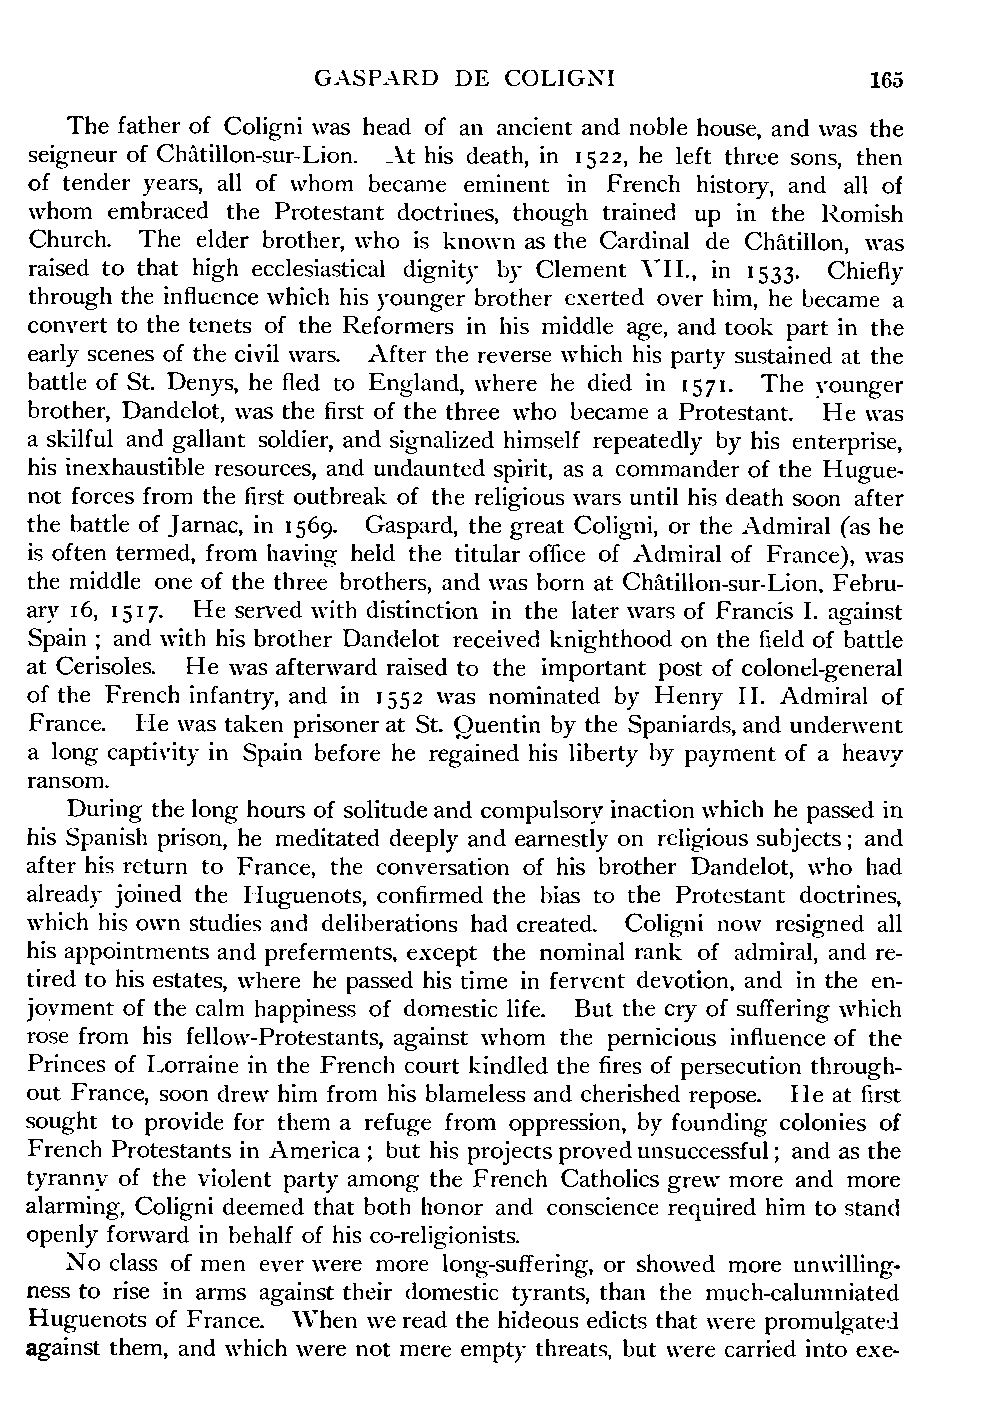 GASPARD DE COLIGNI 165
The father of Coligni was head of an ancient and noble house, and was the
seigneur of Châtillon-sur-Lion. At his death, in 1522, he left three sons, then
of tender years, all of whom became eminent in French history, and all of
whom embraced the Protestant doctrines, though trained up in the Romish
Church. The elder brother, who is known as the Cardinal de Châtillon, was
raised to that high ecclesiastical dignity by Clement VII., in 1533. Chiefly
through the influence which his younger brother exerted over him, he became a
convert to the tenets of the Reformers in his middle age, and took part in the
early scenes of the civil wars. After the reverse which his party sustained at the
battle of St. Denys, he fled to England, where he died in 1571. The younger
brother, Dandelot, was the first of the three who became a Protestant. He was
a skilful and gallant soldier, and signalized himself repeatedly by his enterprise,
his inexhaustible resources, and undaunted spirit, as a commander of the Hugue-
not forces from the first outbreak of the religious wars until his death soon after
the battle of Jarnac, in 1569. Gaspard, the great Coligni, or the Admiral (as he
is often termed, from having held the titular office of Admiral of France), was
the middle one of the three brothers, and was born at Châtillon-sur-Lion, Febru-
ary 16, 1517. He served with distinction in the later wars of Francis I. against
Spain ; and with his brother Dandelot received knighthood on the field of battle
at Cerisoles. He was afterward raised to the important post of colonel-general
of the French infantry, and in 1552 was nominated by Henry II. Admiral of
France. He was taken prisoner at St. Quentin by the Spaniards, and underwent
a long captivity in Spain before he regained his liberty by payment of a heavy
ransom.
During the long hours of solitude and compulsory inaction which he passed in
his Spanish prison, he meditated deeply and earnestly on religious subjects ; and
after his return to France, the conversation of his brother Dandelot, who had
already joined the Huguenots, confirmed the bias to the Protestant doctrines,
which his own studies and deliberations had created. Coligni now resigned all
his appointments and preferments, except the nominal rank of admiral, and re-
tired to his estates, where he passed his time in fervent devotion, and in the en-
joyment of the calm happiness of domestic life. But the cry of suffering which
rose from his fellow-Protestants, against whom the pernicious influence of the
Princes of Lorraine in the French court kindled the fires of persecution through-
out France, soon drew him from his blameless and cherished repose. He at first
sought to provide for them a refuge from oppression, by founding colonies of
French Protestants in America ; but his projects proved unsuccessful ; and as the
tyranny of the violent party among the French Catholics grew more and more
alarming, Coligni deemed that both honor and conscience required him to stand
openly forward in behalf of his co-religionists.
No class of men ever were more long-suffering, or showed more unwilling-
ness to rise in arms against their domestic tyrants, than the much-calumniated
Huguenots of France. When we read the hideous edicts that were promulgated
against them, and which were not mere empty threats, but were carried into exe-